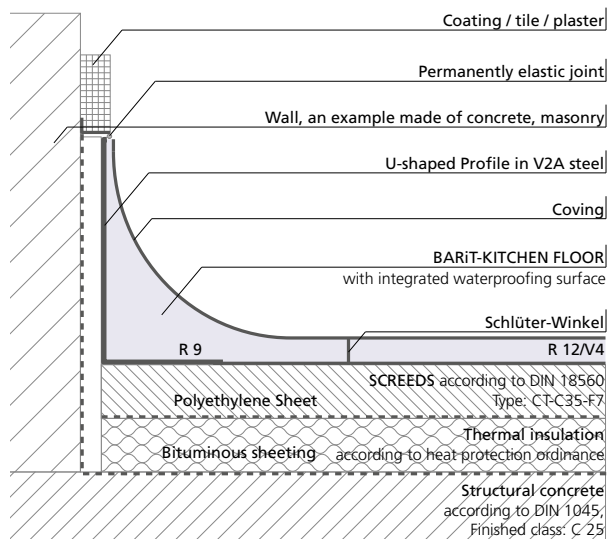 Coating / tile / plaster
Permanently elastic joint
Wall, an example made of concrete, masonry
U-shaped Profile in V2A steel
Coving
BARiT-KITCHEN FLOOR
with integrated waterproofing surface
Schlüter-Winkel
R 9
R 12/V4
SCREEDS according to DIN 18560
Polyethylene Sheet
Type: CT-C35-F7
Thermal insulation
Bituminous sheeting
according to heat protection ordinance
Structural concrete
according to DIN 1045,
Finished class: C 25